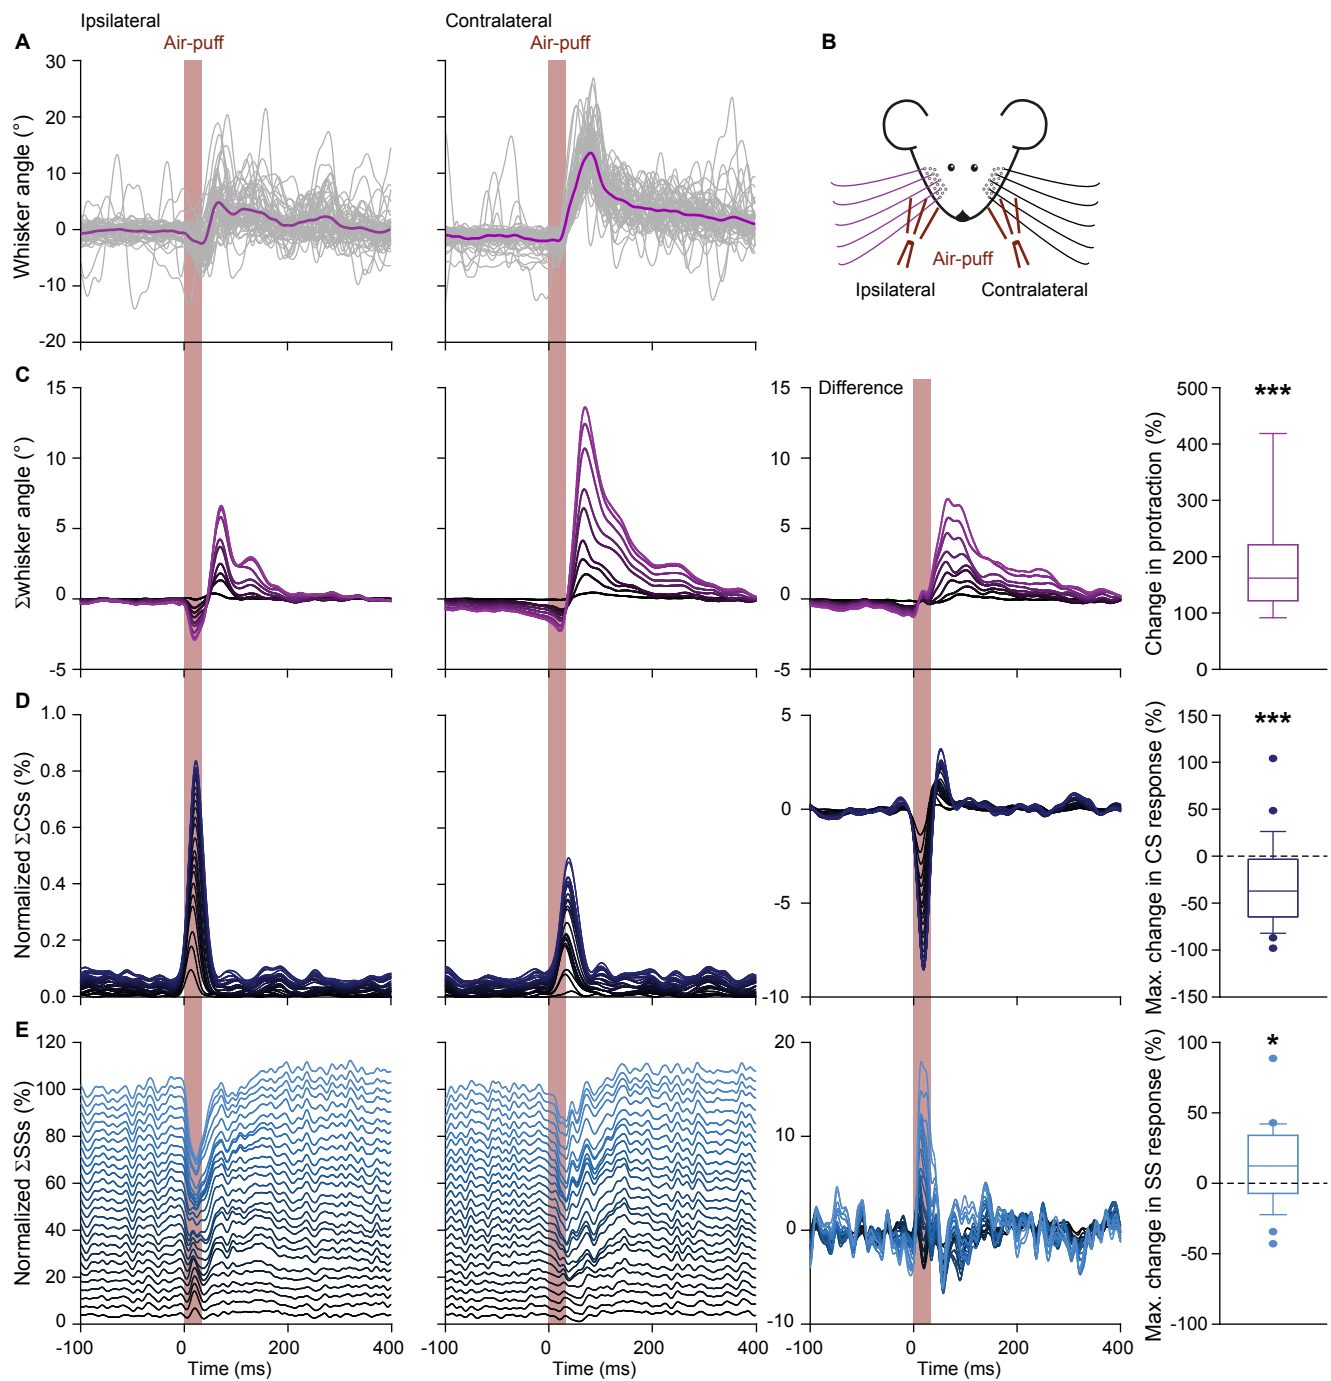 Ipsilateral
Contralateral
A
Air-puff
Air-puff
B
Whisker angle (°)
30
20
10
0
-10
-20
Air-puff
Ipsilateral
Contralateral
C
Σwhisker angle (°)
15
10
5
0
-5
15
10
5
0
-5
Difference
Change in protraction (%)
500
400
300
200
100
0
***
D
Normalized ΣCSs (%)
1.0
0.8
0.6
0.4
0.2
0.0
5
0
-5
-10
Max. change in CS response (%)
150
100
50
0
-50
-100
-150
***
E
Normalized ΣSSs (%)
120
100
80
60
40
20
0
20
10
0
-10
Max. change in SS response (%)
100
50
0
-50
-100
*
-100 0 200 400
Time (ms)
-100 0 200 400
Time (ms)
-100 0 200 400
Time (ms)